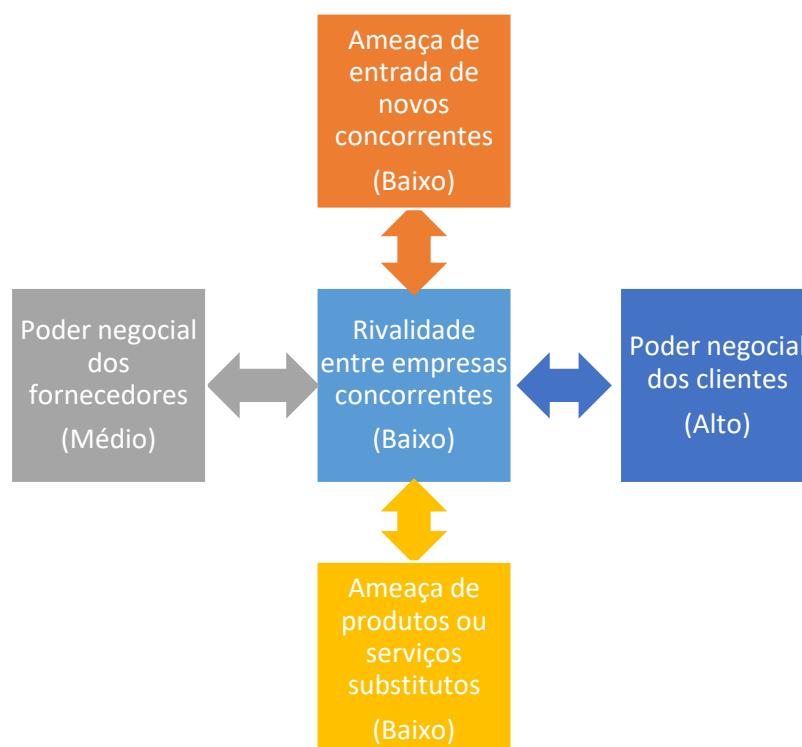 Ameaça de
entrada de
novos
concorrentes
(Baixo)
Poder negocial
dos
fornecedores
(Médio)
Rivalidade
entre empresas
concorrentes
(Baixo)
Poder negocial
dos clientes
(Alto)
Ameaça de
produtos ou
serviços
substitutos
(Baixo)